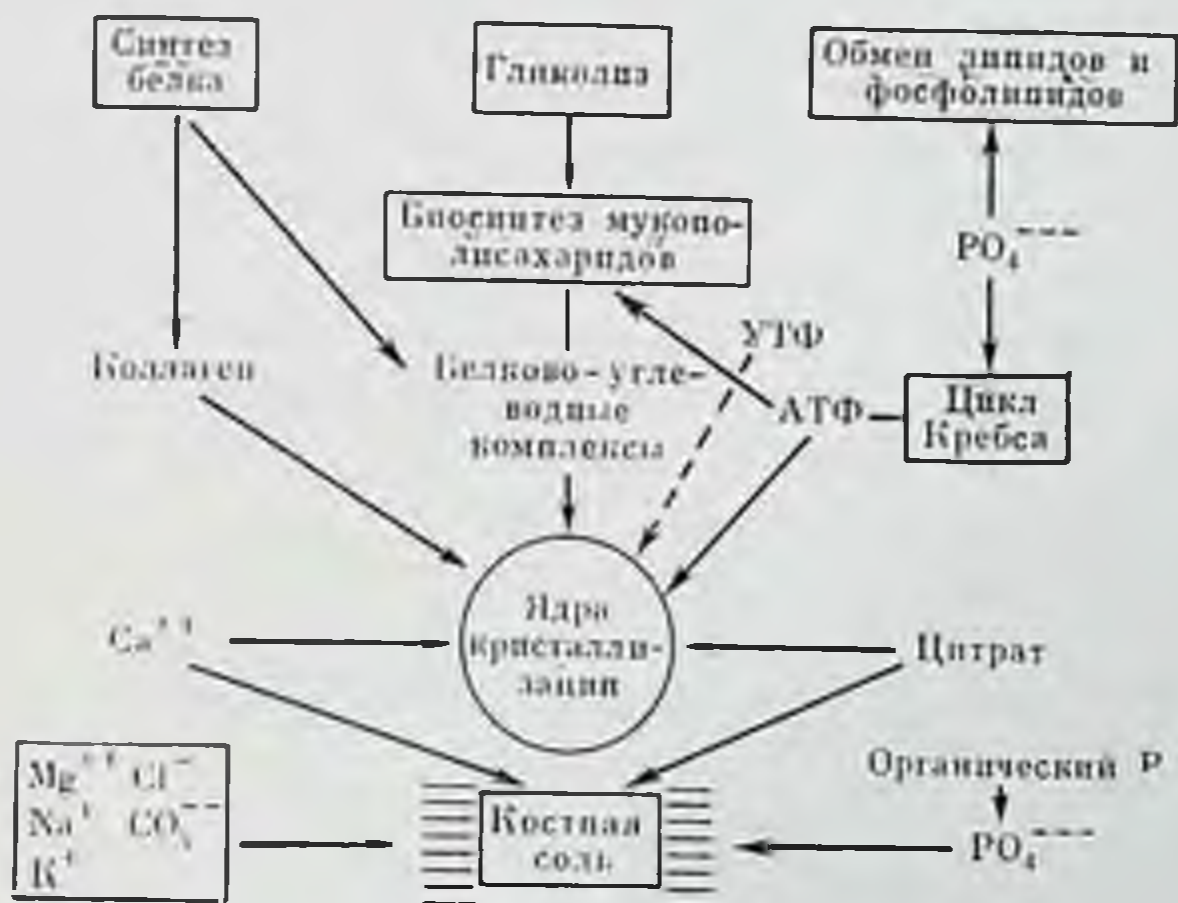 Синтез
белка
Гликолиз
Обмен липидов и
фосфолипидов
Биосинтез мукопо-
лисахаридов
PO₄⁻⁻⁻
УТФ
Коллаген
Белково-угле-
водные
комплексы
АТФ
Цикл
Кребса
Ядра
кристалли-
зации
Ca⁺⁺
Цитрат
Mg⁺⁺ Cl⁻
Na⁺ CO₃⁻⁻
K⁺
Костная
соль
Органический P
PO₄⁻⁻⁻